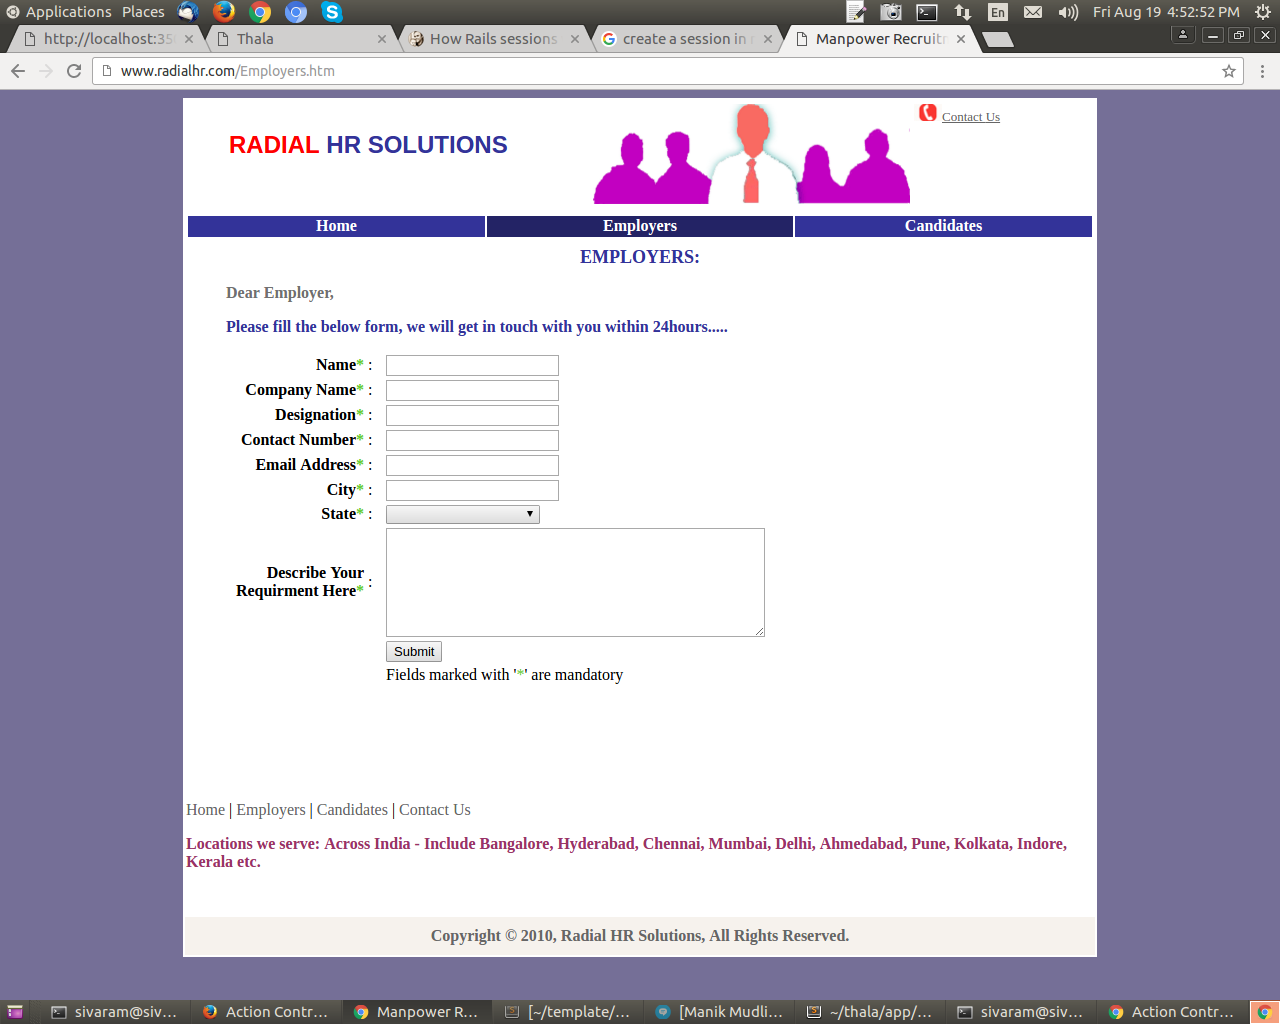 Applications Places En Fri Aug 19 4:52:52 PM
http://localhost:35 Thala How Rails sessions create a session in r Manpower Recruitm
www.radialhr.com/Employers.htm
Contact Us
RADIAL HR SOLUTIONS
Home Employers Candidates
EMPLOYERS:
Dear Employer,
Please fill the below form, we will get in touch with you within 24hours.....
Name* :
Company Name* :
Designation* :
Contact Number* :
Email Address* :
City* :
State* :
Describe Your
Requirment Here* :
Submit
Fields marked with '*' are mandatory
Home | Employers | Candidates | Contact Us
Locations we serve: Across India - Include Bangalore, Hyderabad, Chennai, Mumbai, Delhi, Ahmedabad, Pune, Kolkata, Indore,
Kerala etc.
Copyright © 2010, Radial HR Solutions, All Rights Reserved.
sivaram@siv... Action Contr... Manpower R... [~/template/... [Manik Mudli... ~/thala/app/... sivaram@siv... Action Contr...